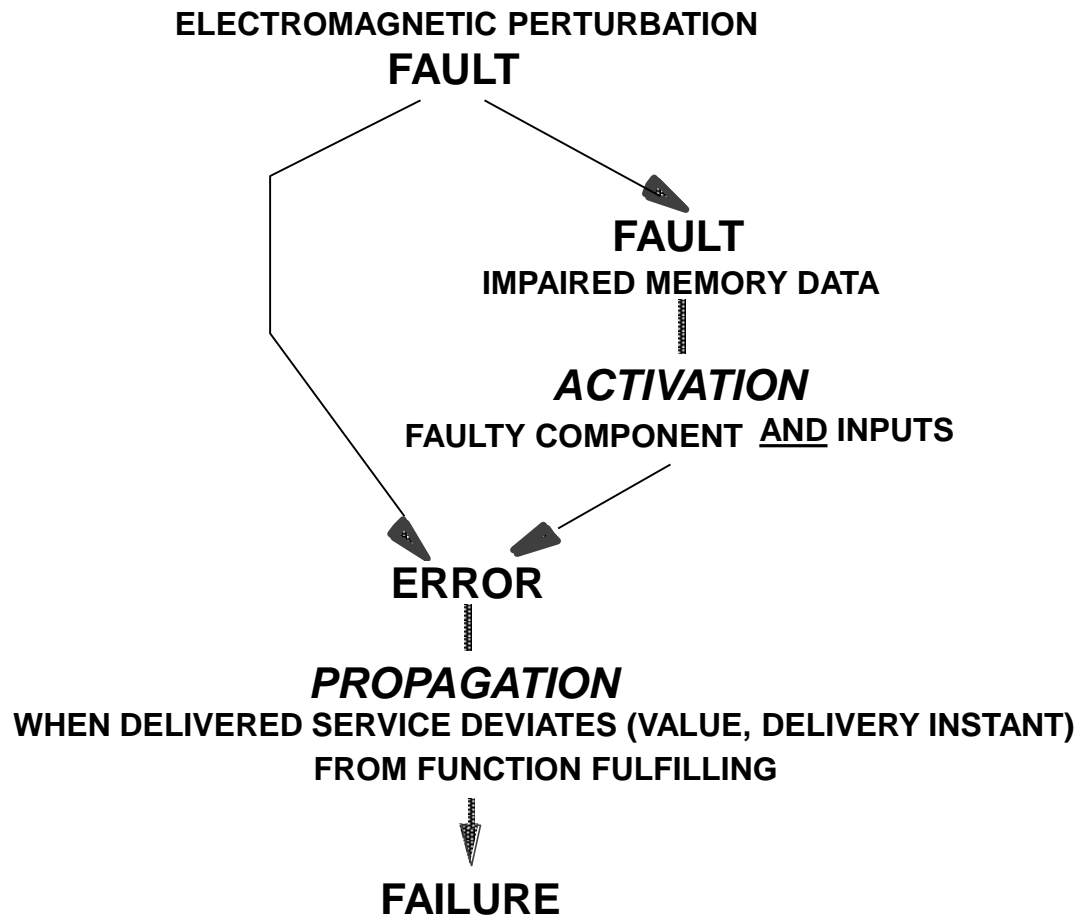 ELECTROMAGNETIC PERTURBATION
FAULT
FAULT
IMPAIRED MEMORY DATA
ACTIVATION
FAULTY COMPONENT AND INPUTS
ERROR
PROPAGATION
WHEN DELIVERED SERVICE DEVIATES (VALUE, DELIVERY INSTANT)
FROM FUNCTION FULFILLING
FAILURE